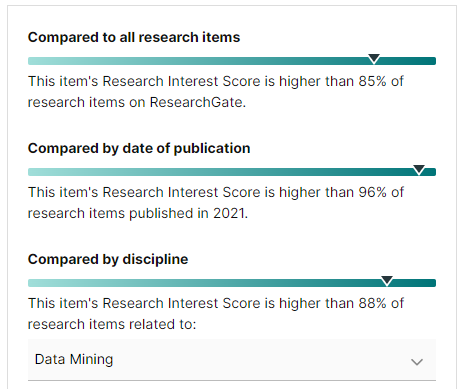 Compared to all research items
This item's Research Interest Score is higher than 85% of
research items on ResearchGate.
Compared by date of publication
This item's Research Interest Score is higher than 96% of
research items published in 2021.
Compared by discipline
This item's Research Interest Score is higher than 88% of
research items related to:
Data Mining